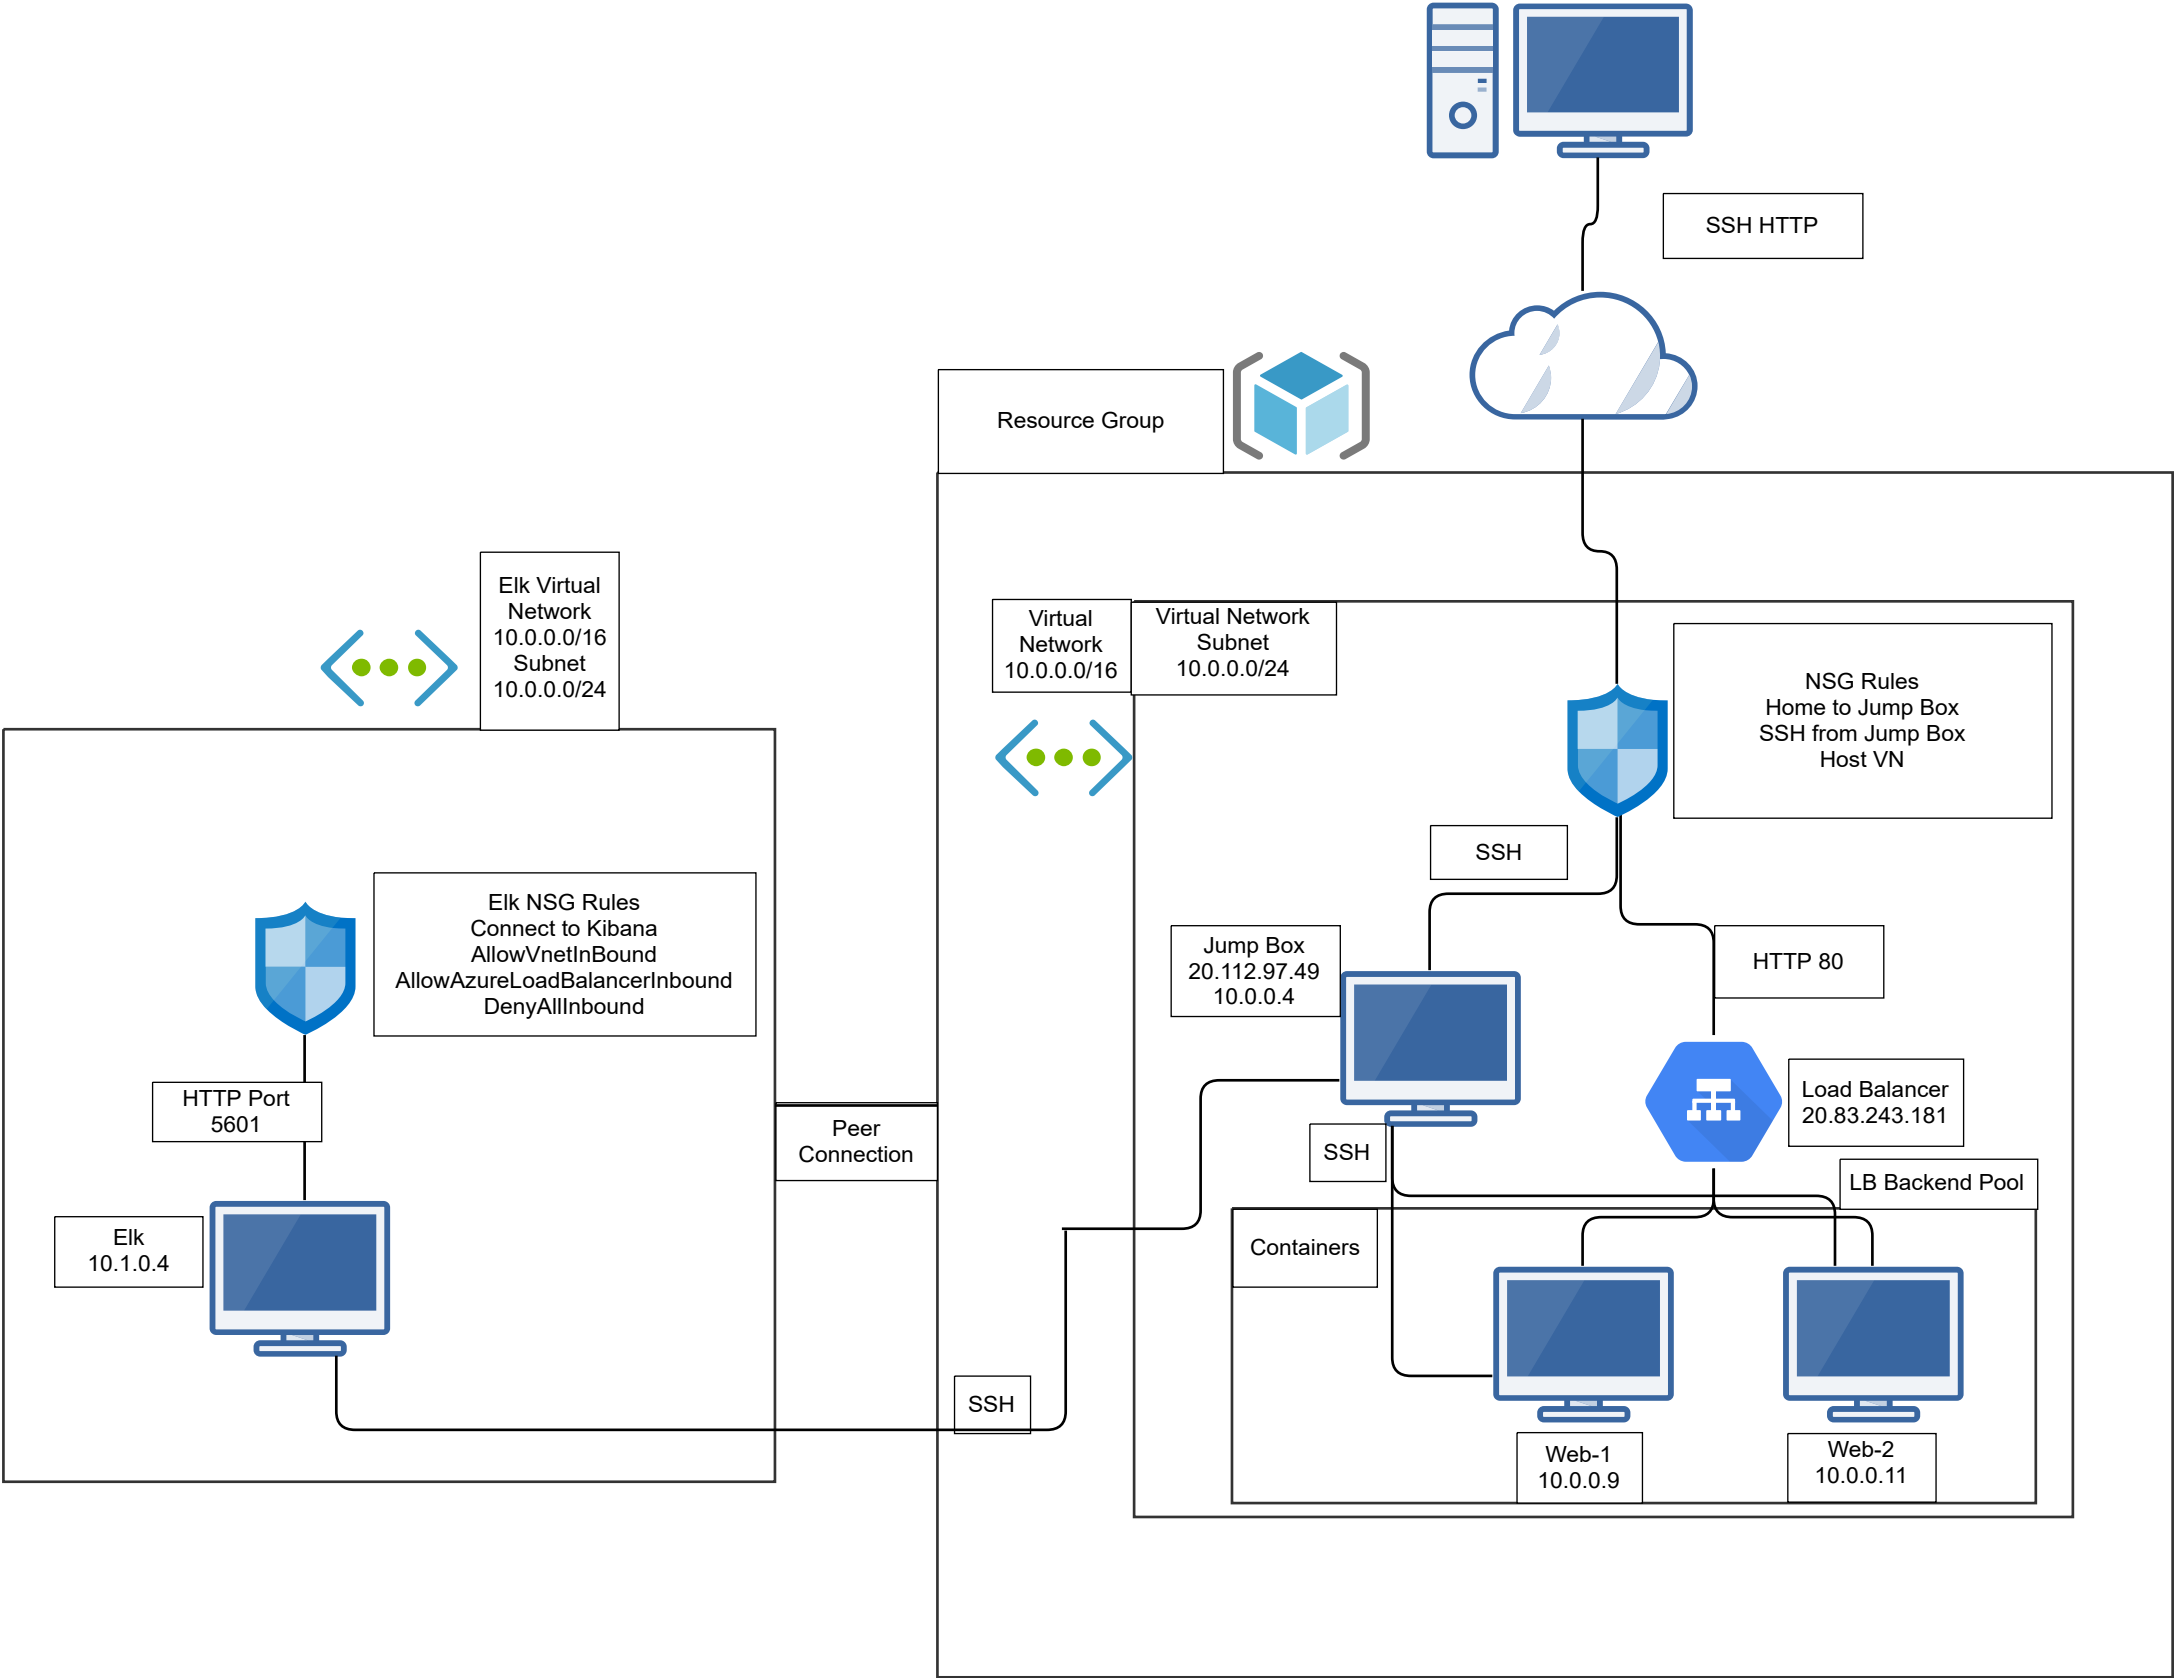 SSH HTTP
Resource Group
Elk Virtual
Network
10.0.0.0/16
Subnet
10.0.0.0/24
Virtual
Network
10.0.0.0/16
Virtual Network
Subnet
10.0.0.0/24
NSG Rules
Home to Jump Box
SSH from Jump Box
Host VN
SSH
Elk NSG Rules
Connect to Kibana
AllowVnetInBound
AllowAzureLoadBalancerInbound
DenyAllInbound
Jump Box
20.112.97.49
10.0.0.4
HTTP 80
HTTP Port
5601
Peer
Connection
Load Balancer
20.83.243.181
SSH
LB Backend Pool
Elk
10.1.0.4
Containers
SSH
Web-1
10.0.0.9
Web-2
10.0.0.11